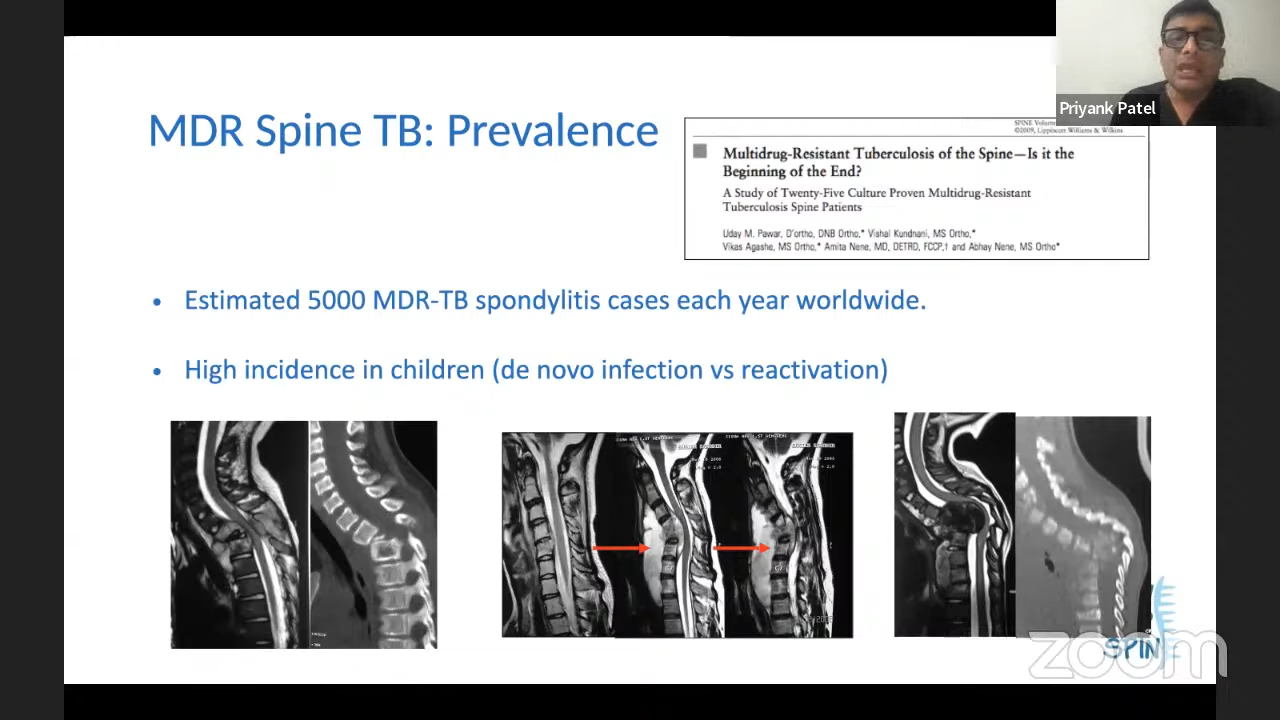 Priyank Patel
MDR Spine TB: Prevalence
SPINE Volume
©2009, Lippincott Williams & Wilkins
Multidrug-Resistant Tuberculosis of the Spine—Is it the
Beginning of the End?
A Study of Twenty-Five Culture Proven Multidrug-Resistant
Tuberculosis Spine Patients
Uday M. Pawar, D'ortho, DNB Ortho,* Vishal Kundnani, MS Ortho,*
Vikas Agashe, MS Ortho,* Amita Nene, MD, DETRD, FCCP,† and Abhay Nene, MS Ortho*
• Estimated 5000 MDR-TB spondylitis cases each year worldwide.
• High incidence in children (de novo infection vs reactivation)
SPIN
zoom